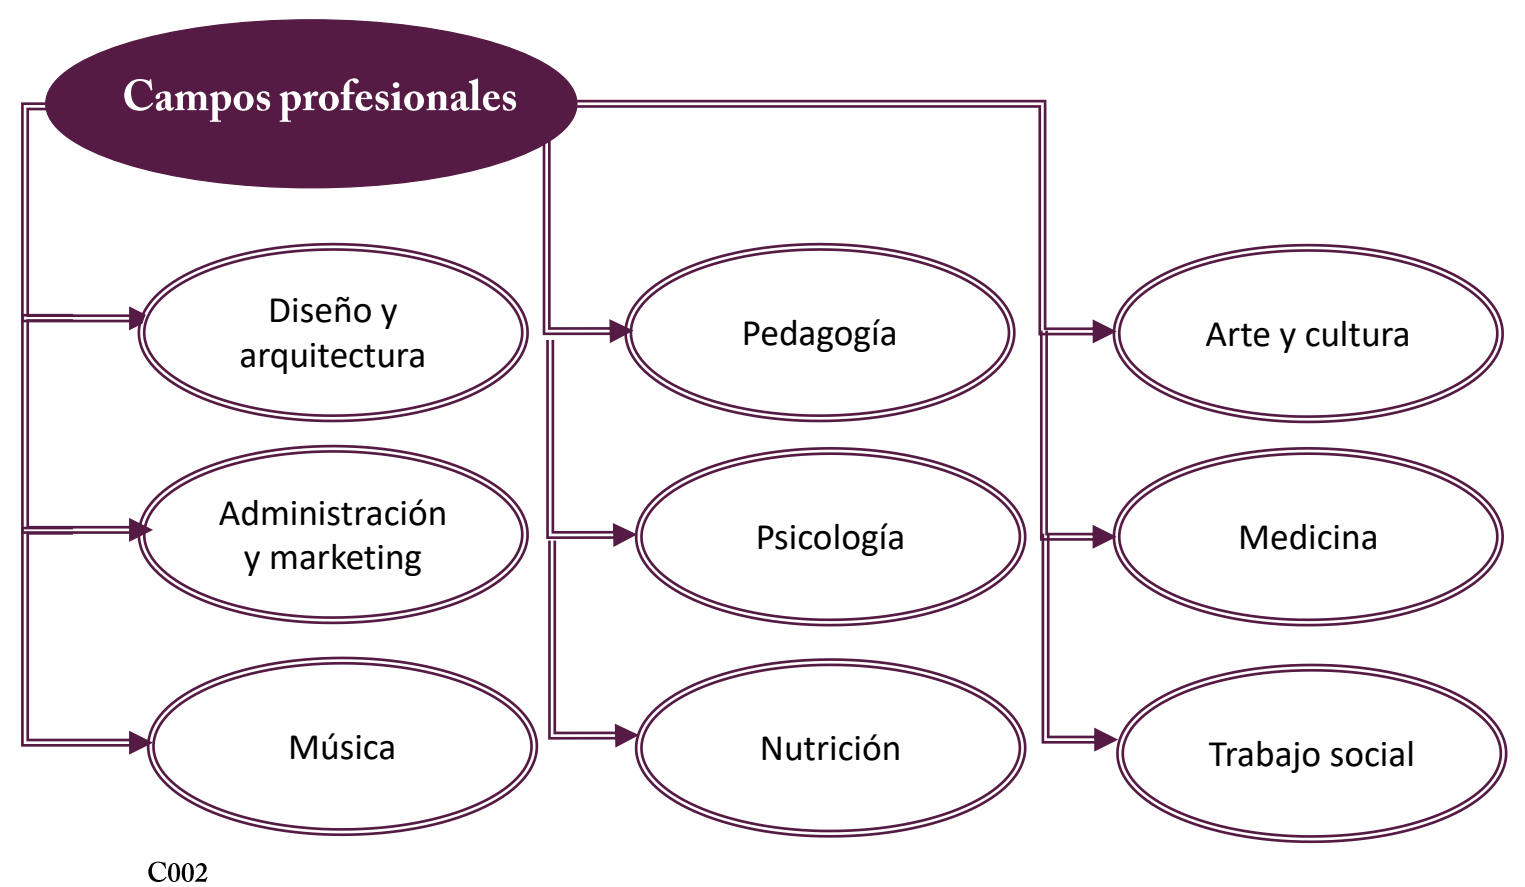 Campos profesionales
Diseño y
arquitectura
Pedagogía
Arte y cultura
Administración
y marketing
Psicología
Medicina
Música
Nutrición
Trabajo social
C002